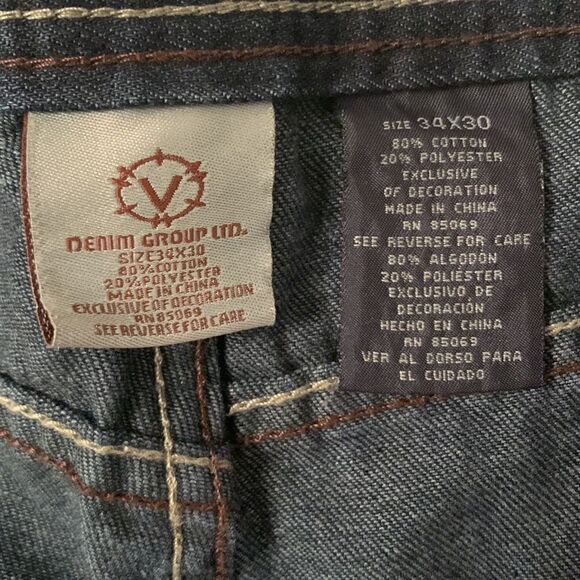 V
DENIM GROUP LTD.
SIZE34X30
80%COTTON
20%POLYESTER
MADE IN CHINA
EXCLUSIVE OF DECORATION
RN85069
SEE REVERSE FOR CARE
SIZE 34X30
80% COTTON
20% POLYESTER
EXCLUSIVE
OF DECORATION
MADE IN CHINA
RN 85069
SEE REVERSE FOR CARE
80% ALGODÓN
20% POLIÉSTER
EXCLUSIVO DE
DECORACIÓN
HECHO EN CHINA
RN 85069
VER AL DORSO PARA
EL CUIDADO